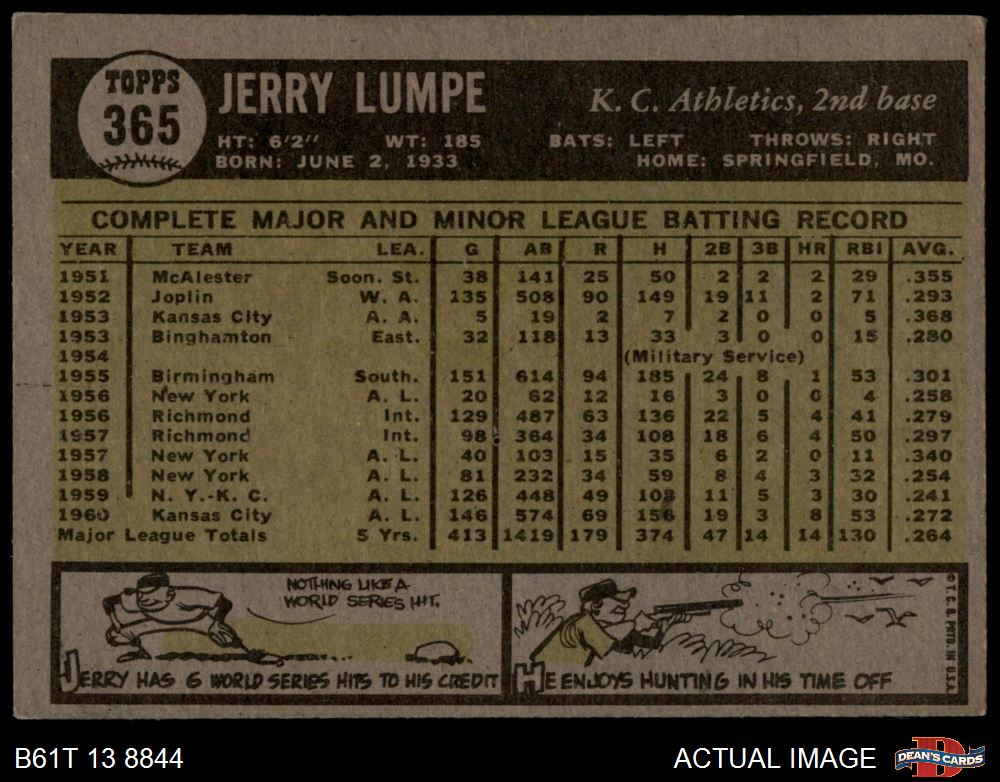 TOPPS
365
JERRY LUMPE
K. C. Athletics, 2nd base
HT: 6'2'' WT: 185 BATS: LEFT THROWS: RIGHT
BORN: JUNE 2, 1933 HOME: SPRINGFIELD, MO.
COMPLETE MAJOR AND MINOR LEAGUE BATTING RECORD
YEAR TEAM LEA. G AB R H 2B 3B HR RBI AVG.
1951 McAlester Soon. St. 38 141 25 50 2 2 2 29 .355
1952 Joplin W. A. 135 508 90 149 19 11 2 71 .293
1953 Kansas City A. A. 5 19 2 7 2 0 0 5 .368
1953 Binghamton East. 32 118 13 33 3 0 0 15 .280
1954 (Military Service)
1955 Birmingham South. 151 614 94 185 24 8 1 53 .301
1956 New York A. L. 20 62 12 16 3 0 0 4 .258
1956 Richmond Int. 129 487 63 136 22 5 4 41 .279
1957 Richmond Int. 98 364 34 108 18 6 4 50 .297
1957 New York A. L. 40 103 15 35 6 2 0 11 .340
1958 New York A. L. 81 232 34 59 8 4 3 32 .254
1959 N. Y.-K. C. A. L. 126 448 49 108 11 5 3 30 .241
1960 Kansas City A. L. 146 574 69 156 19 3 8 53 .272
Major League Totals 5 Yrs. 413 1419 179 374 47 14 14 130 .264
NOTHING LIKE A
WORLD SERIES HIT.
JERRY HAS 6 WORLD SERIES HITS TO HIS CREDIT
HE ENJOYS HUNTING IN HIS TIME OFF
© T. C. G. PRTD. IN U.S.A.
B61T 13 8844
ACTUAL IMAGE
D
DEAN'S CARDS